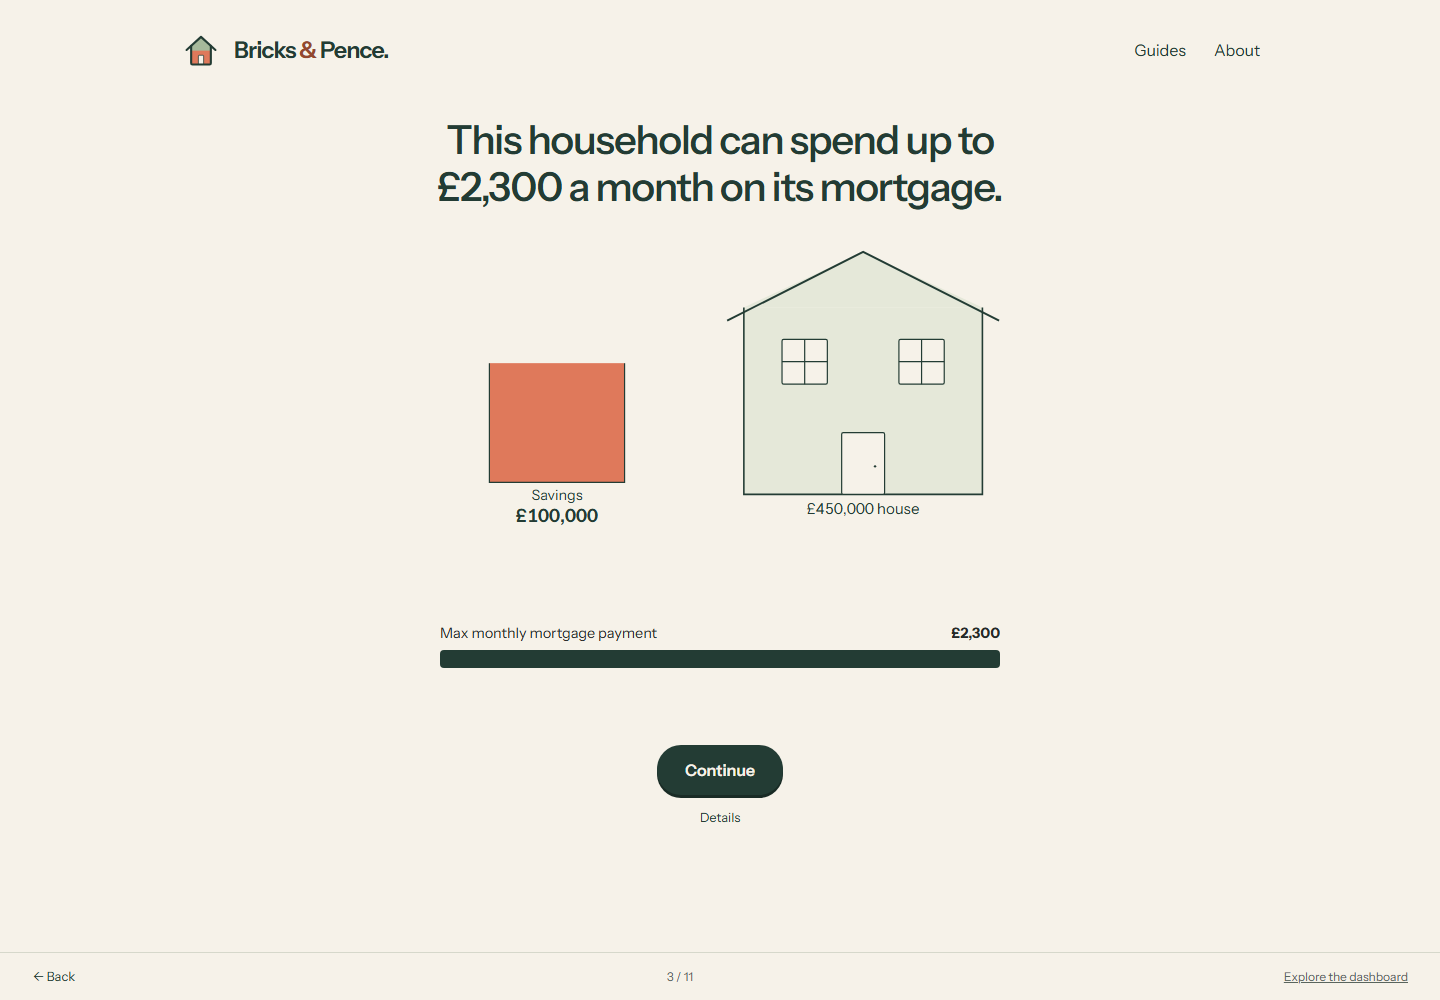 Bricks & Pence.
Guides
About
This household can spend up to
£2,300 a month on its mortgage.
Savings
£100,000
£450,000 house
Max monthly mortgage payment
£2,300
Continue
Details
← Back
3 / 11
Explore the dashboard